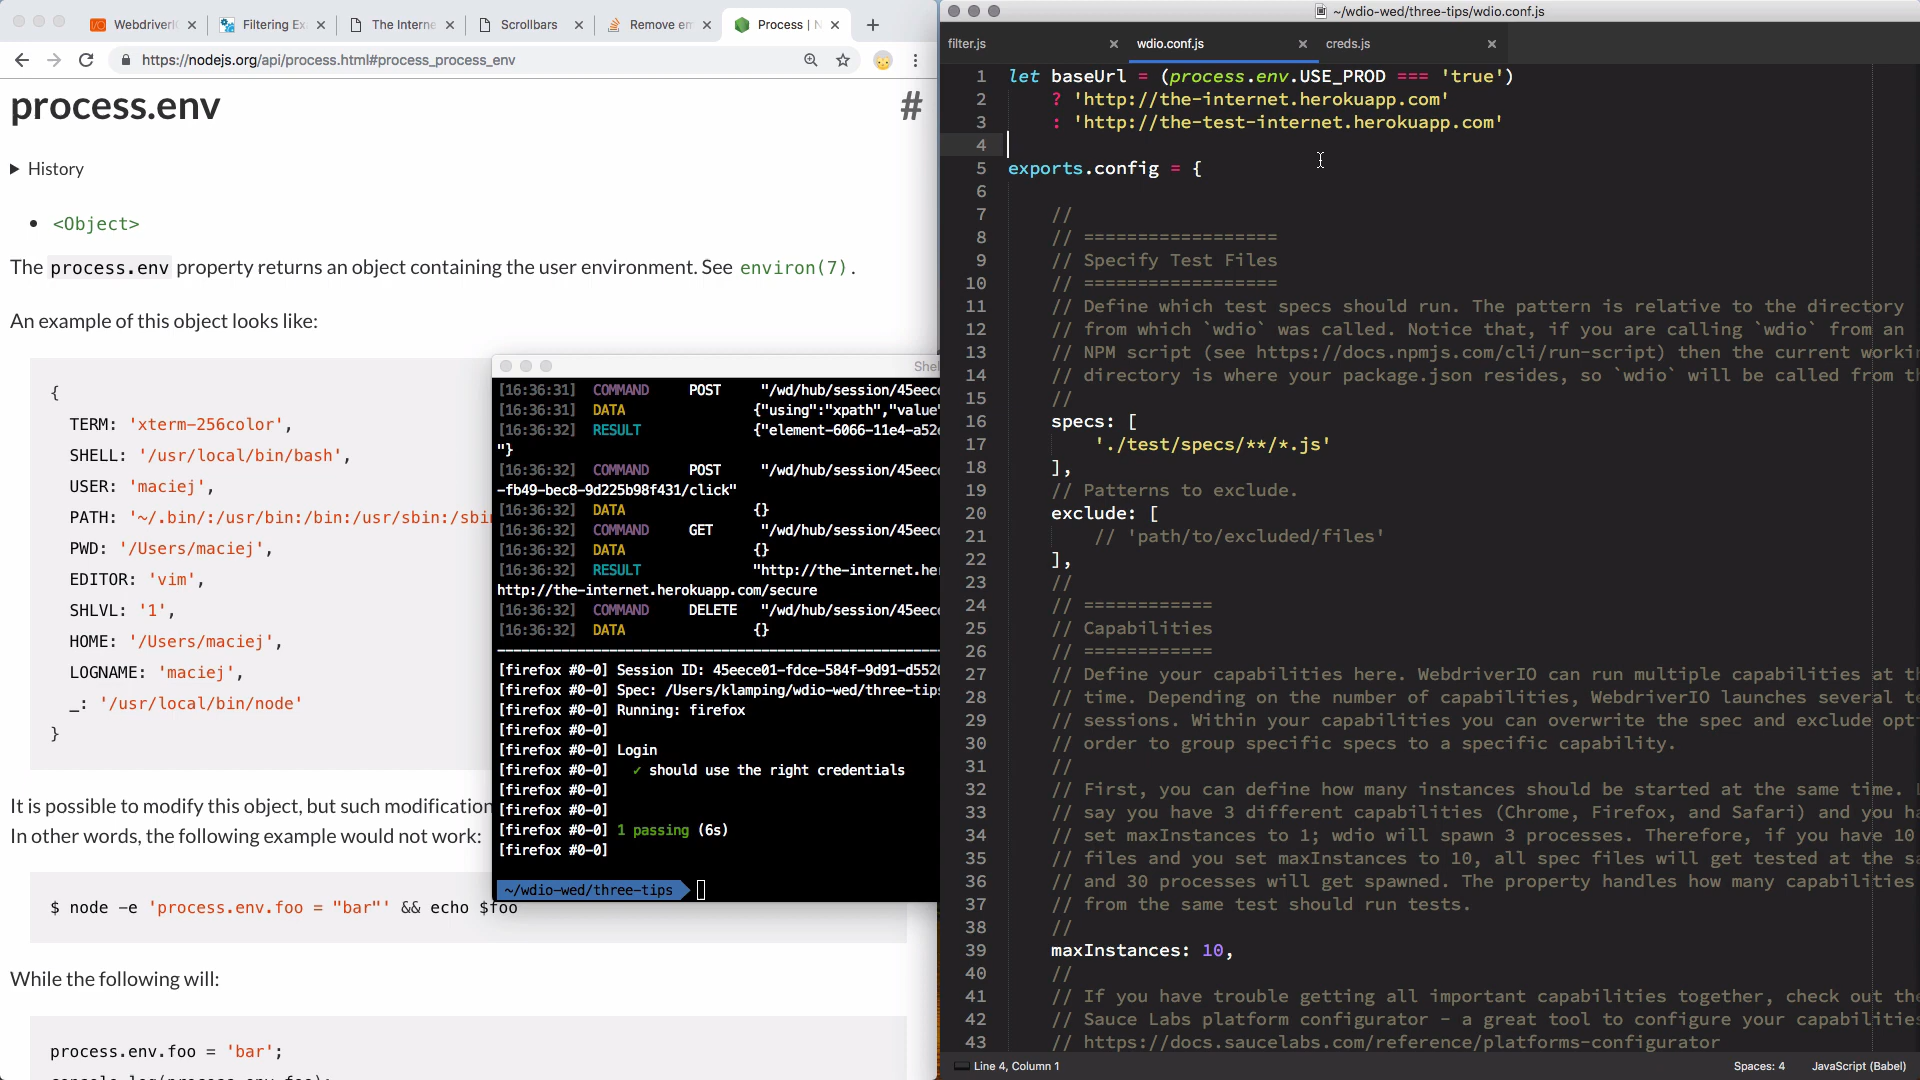 Webdriver
Filtering Ex
The Interne
Scrollbars
Remove em
Process | N
https://nodejs.org/api/process.html#process_process_env
process.env
#
History
<Object>
The process.env property returns an object containing the user environment. See environ(7).
An example of this object looks like:
{
TERM: 'xterm-256color',
SHELL: '/usr/local/bin/bash',
USER: 'maciej',
PATH: '~/.bin/:/usr/bin:/bin:/usr/sbin:/sbi
PWD: '/Users/maciej',
EDITOR: 'vim',
SHLVL: '1',
HOME: '/Users/maciej',
LOGNAME: 'maciej',
_: '/usr/local/bin/node'
}
It is possible to modify this object, but such modification
In other words, the following example would not work:
$ node -e 'process.env.foo = "bar"' && echo $foo
While the following will:
process.env.foo = 'bar';
console.log(process.env.foo);
Shel
[16:36:31] COMMAND POST "/wd/hub/session/45eec
[16:36:31] DATA {"using":"xpath","value"
[16:36:32] RESULT {"element-6066-11e4-a52
"}
[16:36:32] COMMAND POST "/wd/hub/session/45eec
-fb49-bec8-9d225b98f431/click"
[16:36:32] DATA {}
[16:36:32] COMMAND GET "/wd/hub/session/45eec
[16:36:32] DATA {}
[16:36:32] RESULT "http://the-internet.he
http://the-internet.herokuapp.com/secure
[16:36:32] COMMAND DELETE "/wd/hub/session/45eec
[16:36:32] DATA {}
[firefox #0-0] Session ID: 45eece01-fdce-584f-9d91-d552
[firefox #0-0] Spec: /Users/klamping/wdio-wed/three-tips
[firefox #0-0] Running: firefox
[firefox #0-0]
[firefox #0-0] Login
[firefox #0-0] ✓ should use the right credentials
[firefox #0-0]
[firefox #0-0]
[firefox #0-0] 1 passing (6s)
[firefox #0-0]
~/wdio-wed/three-tips
~/wdio-wed/three-tips/wdio.conf.js
filter.js
wdio.conf.js
creds.js
1 let baseUrl = (process.env.USE_PROD === 'true')
2 ? 'http://the-internet.herokuapp.com'
3 : 'http://the-test-internet.herokuapp.com'
4
5 exports.config = {
6
7 //
8 // ==================
9 // Specify Test Files
10 // ==================
11 // Define which test specs should run. The pattern is relative to the directory
12 // from which `wdio` was called. Notice that, if you are calling `wdio` from an
13 // NPM script (see https://docs.npmjs.com/cli/run-script) then the current worki
14 // directory is where your package.json resides, so `wdio` will be called from t
15 //
16 specs: [
17 './test/specs/**/*.js'
18 ],
19 // Patterns to exclude.
20 exclude: [
21 // 'path/to/excluded/files'
22 ],
23 //
24 // ============
25 // Capabilities
26 // ============
27 // Define your capabilities here. WebdriverIO can run multiple capabilities at t
28 // time. Depending on the number of capabilities, WebdriverIO launches several t
29 // sessions. Within your capabilities you can overwrite the spec and exclude opt
30 // order to group specific specs to a specific capability.
31 //
32 // First, you can define how many instances should be started at the same time.
33 // say you have 3 different capabilities (Chrome, Firefox, and Safari) and you ha
34 // set maxInstances to 1; wdio will spawn 3 processes. Therefore, if you have 10
35 // files and you set maxInstances to 10, all spec files will get tested at the sa
36 // and 30 processes will get spawned. The property handles how many capabilities
37 // from the same test should run tests.
38 //
39 maxInstances: 10,
40 //
41 // If you have trouble getting all important capabilities together, check out the
42 // Sauce Labs platform configurator - a great tool to configure your capabilitie
43 // https://docs.saucelabs.com/reference/platforms-configurator
Line 4, Column 1
Spaces: 4
JavaScript (Babel)